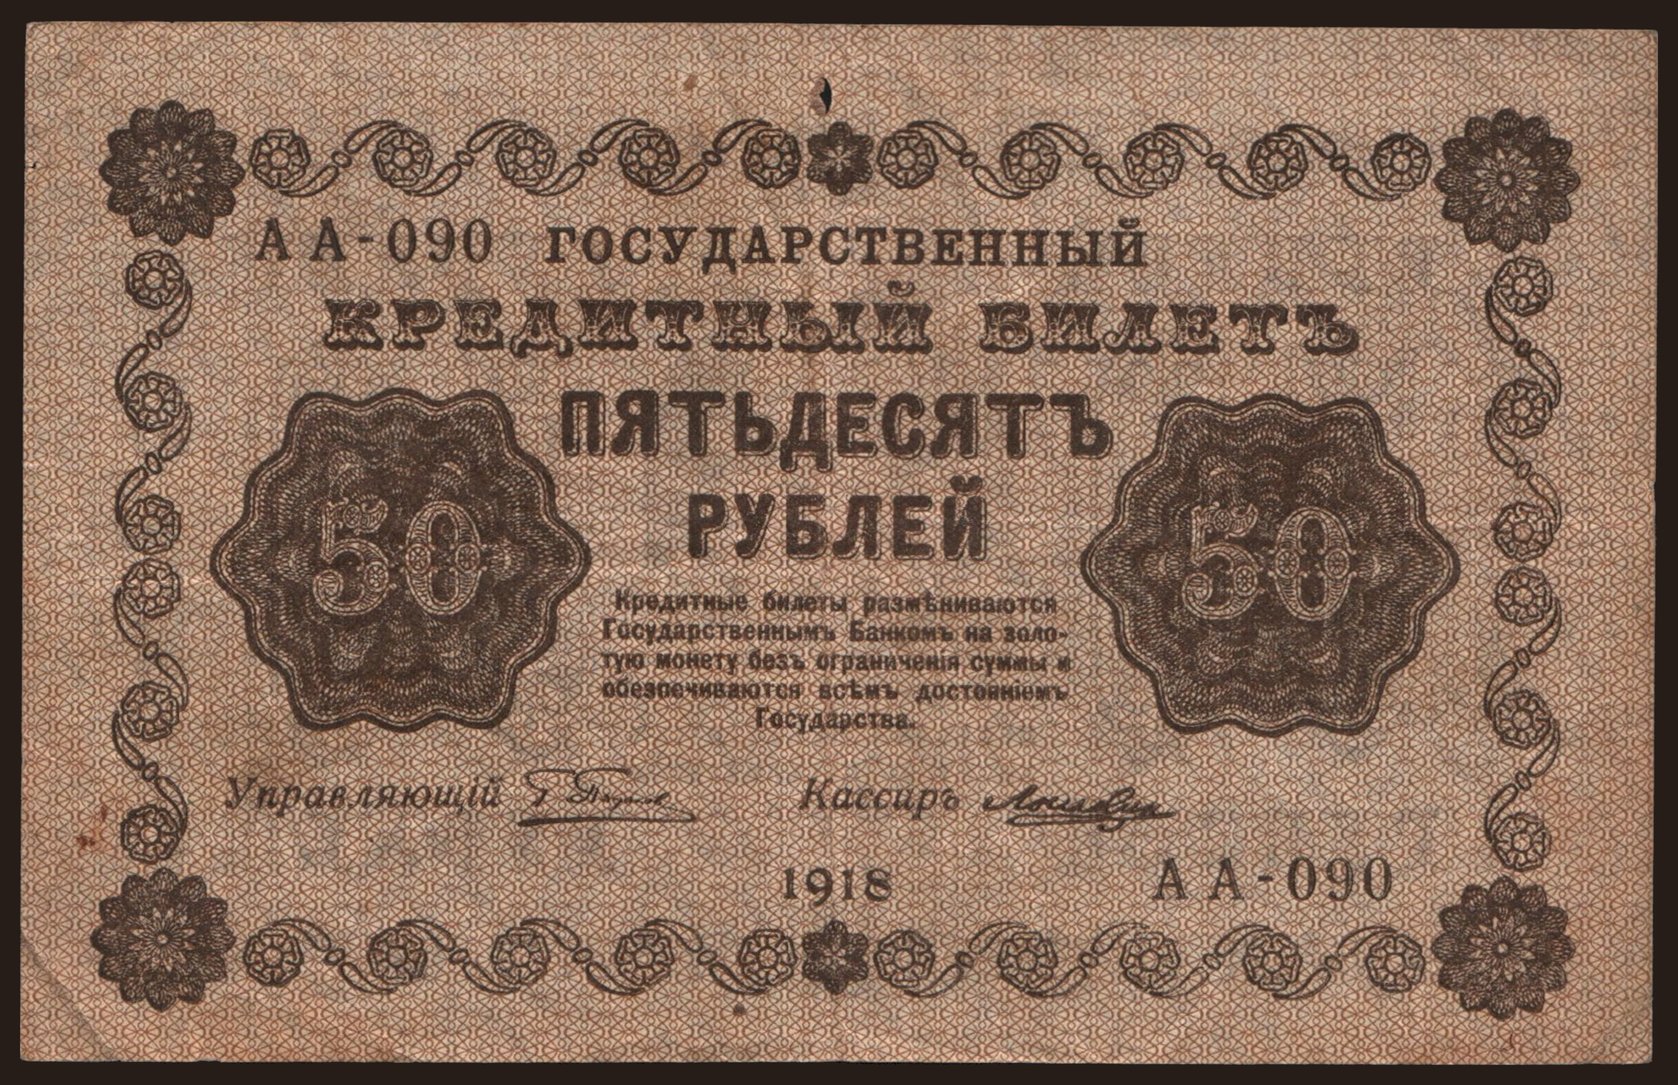 АА-090 ГОСУДАРСТВЕННЫЙ
КРЕДИТНЫЙ БИЛЕТЪ
ПЯТЬДЕСЯТЪ
РУБЛЕЙ
50 50
Кредитные билеты размѣниваются
Государственнымъ Банкомъ на золо-
тую монету безъ ограниченія суммы и
обезпечиваются всѣмъ достояніемъ
Государства.
Управляющій Кассиръ
1918 АА-090